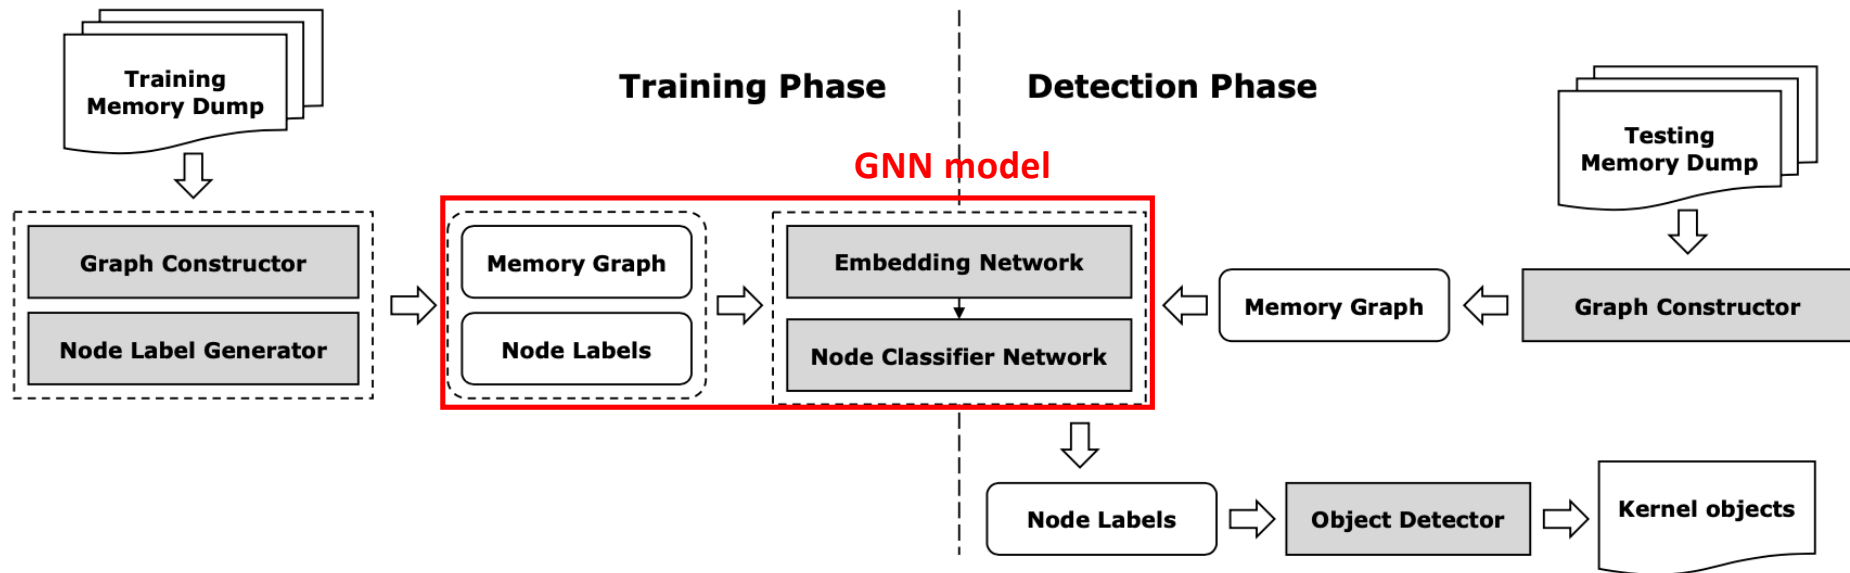 Training
Memory Dump
Training Phase
Detection Phase
Testing
Memory Dump
GNN model
Graph Constructor
Node Label Generator
Memory Graph
Node Labels
Embedding Network
Node Classifier Network
Memory Graph
Graph Constructor
Node Labels
Object Detector
Kernel objects